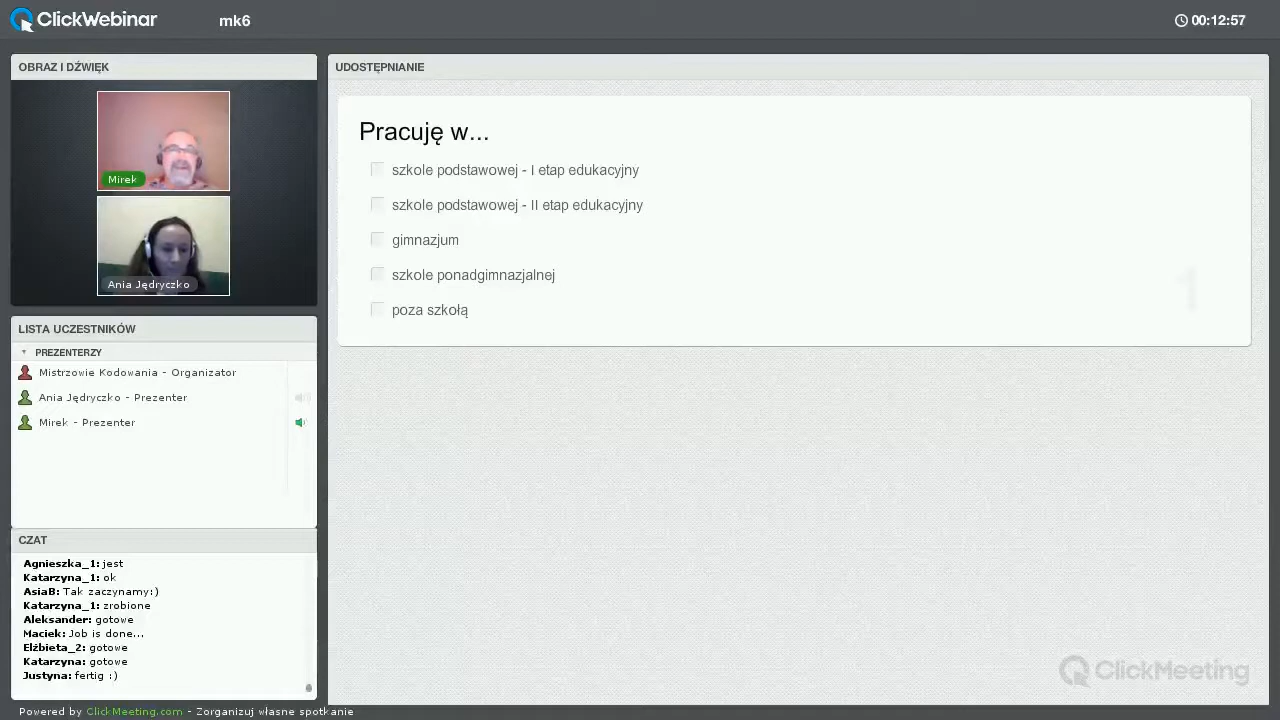 ClickWebinar
mk6
00:12:57
OBRAZ I DŹWIĘK
Mirek
Ania Jędryczko
LISTA UCZESTNIKÓW
PREZENTERZY
Mistrzowie Kodowania - Organizator
Ania Jędryczko - Prezenter
Mirek - Prezenter
CZAT
Agnieszka_1: jest
Katarzyna_1: ok
AsiaB: Tak zaczynamy:)
Katarzyna_1: zrobione
Aleksander: gotowe
Maciek: Job is done...
Elżbieta_2: gotowe
Katarzyna: gotowe
Justyna: fertig :)
UDOSTĘPNIANIE
Pracuję w...
szkole podstawowej - I etap edukacyjny
szkole podstawowej - II etap edukacyjny
gimnazjum
szkole ponadgimnazjalnej
poza szkołą
1
ClickMeeting
Powered by ClickMeeting.com - Zorganizuj własne spotkanie